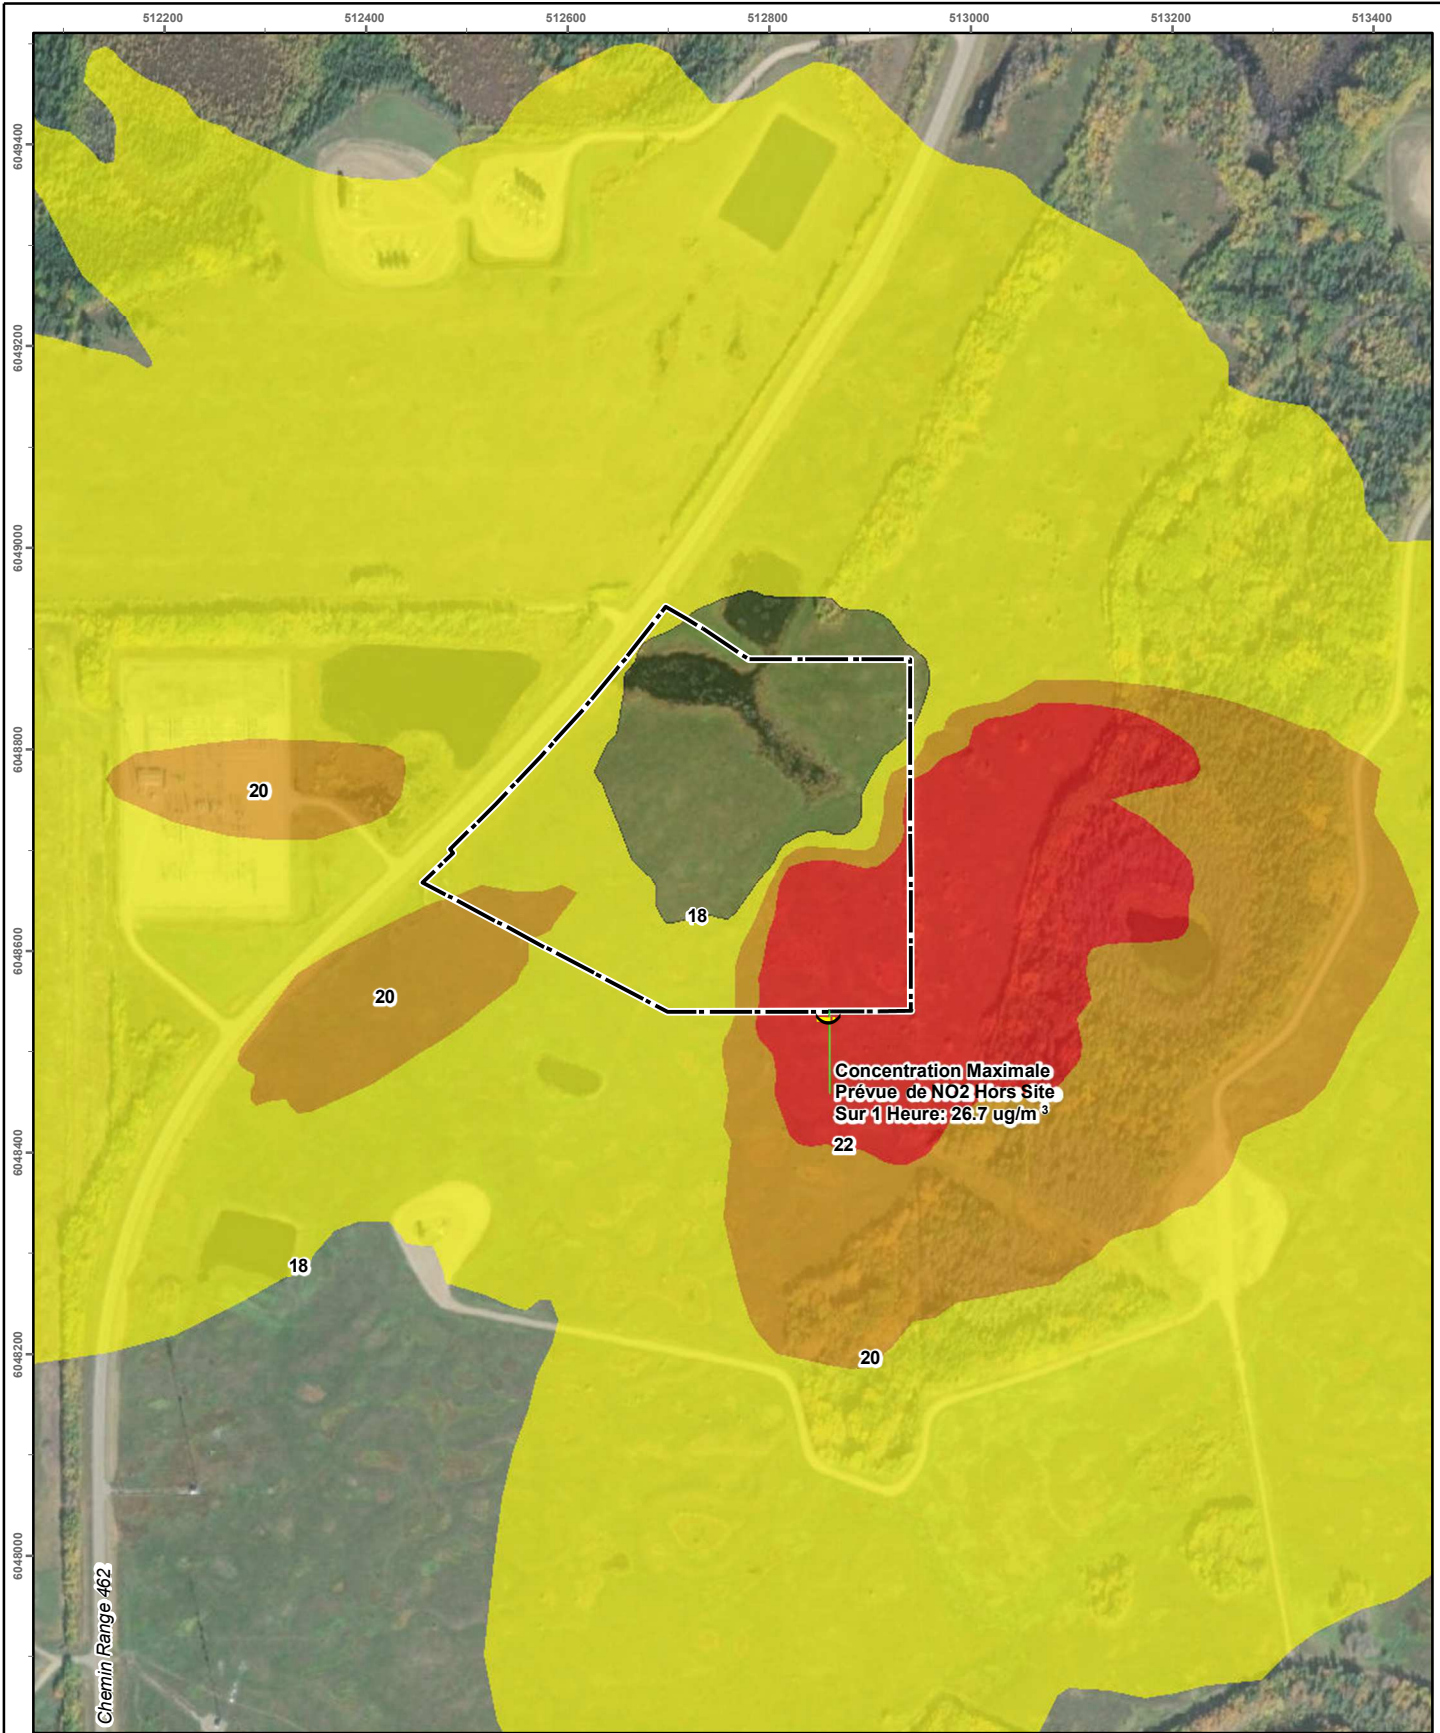 512200 512400 512600 512800 513000 513200 513400
6049400
6049200
6049000
6048800
6048600
6048400
6048200
6048000
20
18
20
Concentration Maximale
Prévue de NO2 Hors Site
Sur 1 Heure: 26.7 ug/m ³
22
18
20
Chemin Range 462